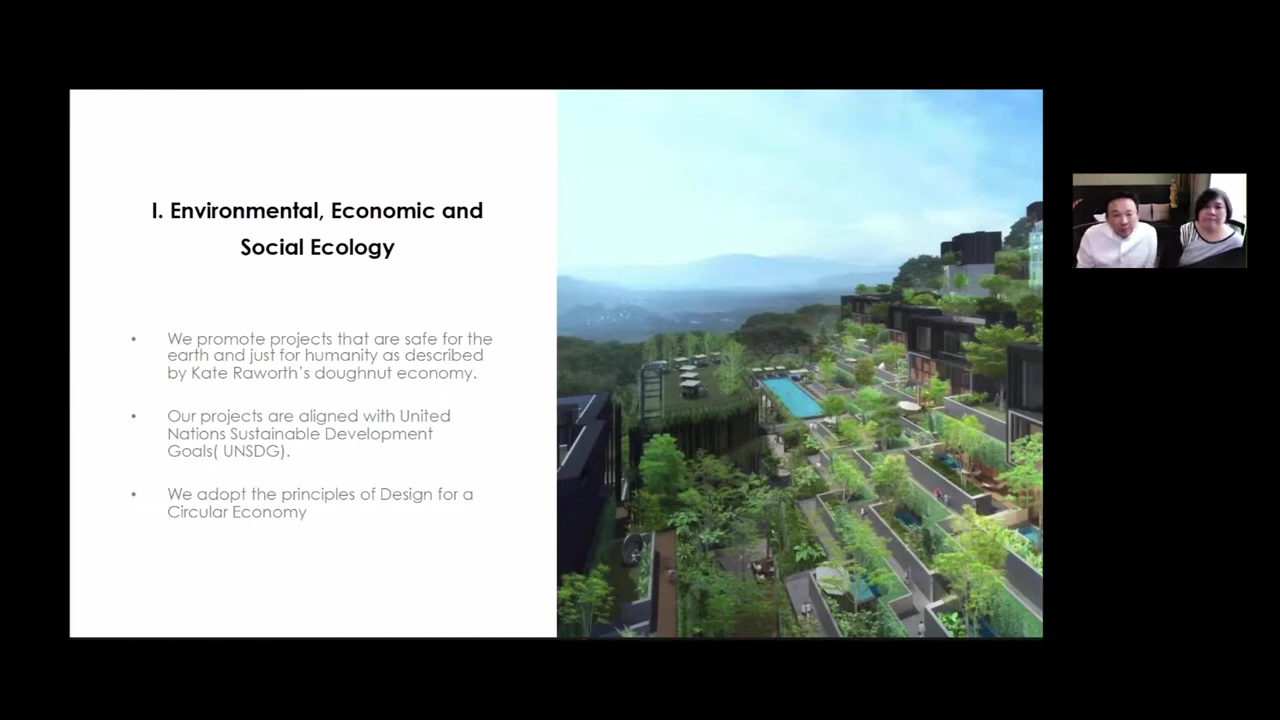 I. Environmental, Economic and
Social Ecology
• We promote projects that are safe for the
earth and just for humanity as described
by Kate Raworth's doughnut economy.
• Our projects are aligned with United
Nations Sustainable Development
Goals( UNSDG).
• We adopt the principles of Design for a
Circular Economy